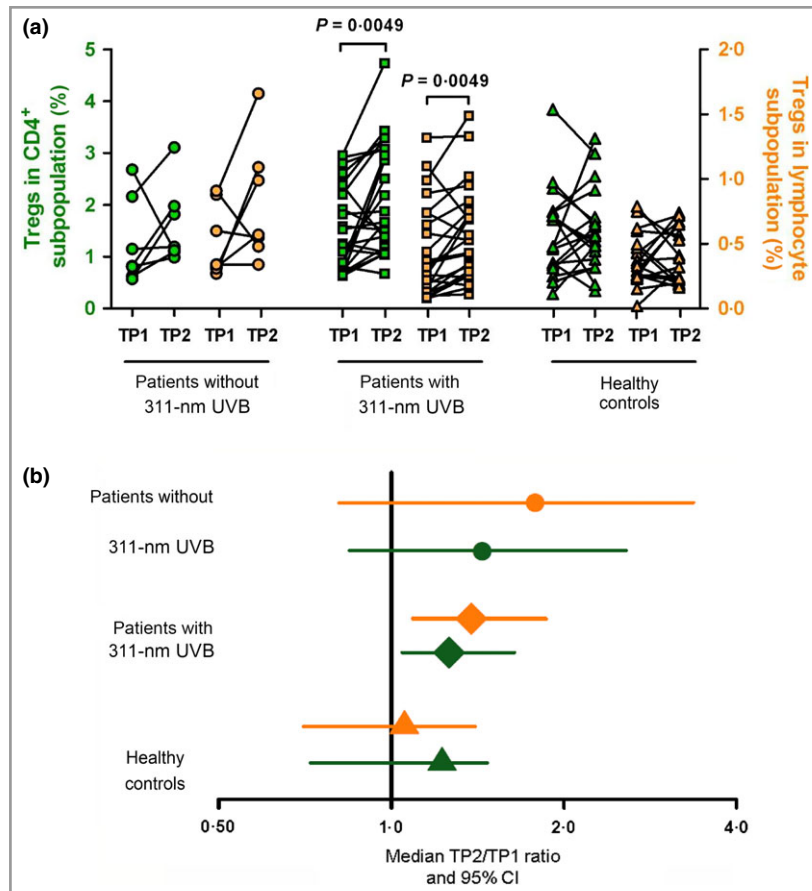 (a)
P = 0·0049
P = 0·0049
Tregs in CD4+
subpopulation (%)
5
4
3
2
1
0
2·0
1·5
1·0
0·5
0·0
Tregs in lymphocyte
subpopulation (%)
TP1 TP2 TP1 TP2 TP1 TP2 TP1 TP2 TP1 TP2 TP1 TP2
Patients without
311-nm UVB
Patients with
311-nm UVB
Healthy
controls
(b)
Patients without
311-nm UVB
Patients with
311-nm UVB
Healthy
controls
0·50 1·0 2·0 4·0
Median TP2/TP1 ratio
and 95% CI